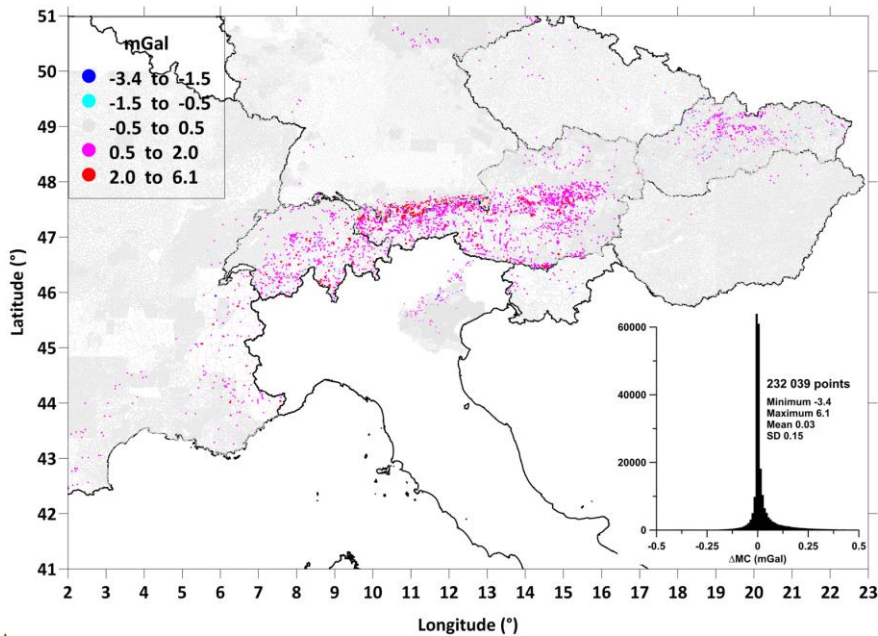 51
50
49
48
47
46
45
44
43
42
41
Latitude (°)
mGal
-3.4 to -1.5
-1.5 to -0.5
-0.5 to 0.5
0.5 to 2.0
2.0 to 6.1
60000
40000
20000
0
232 039 points
Minimum -3.4
Maximum 6.1
Mean 0.03
SD 0.15
-0.5 -0.25 0 0.25 0.5
ΔMC (mGal)
2 3 4 5 6 7 8 9 10 11 12 13 14 15 16 17 18 19 20 21 22 23
Longitude (°)